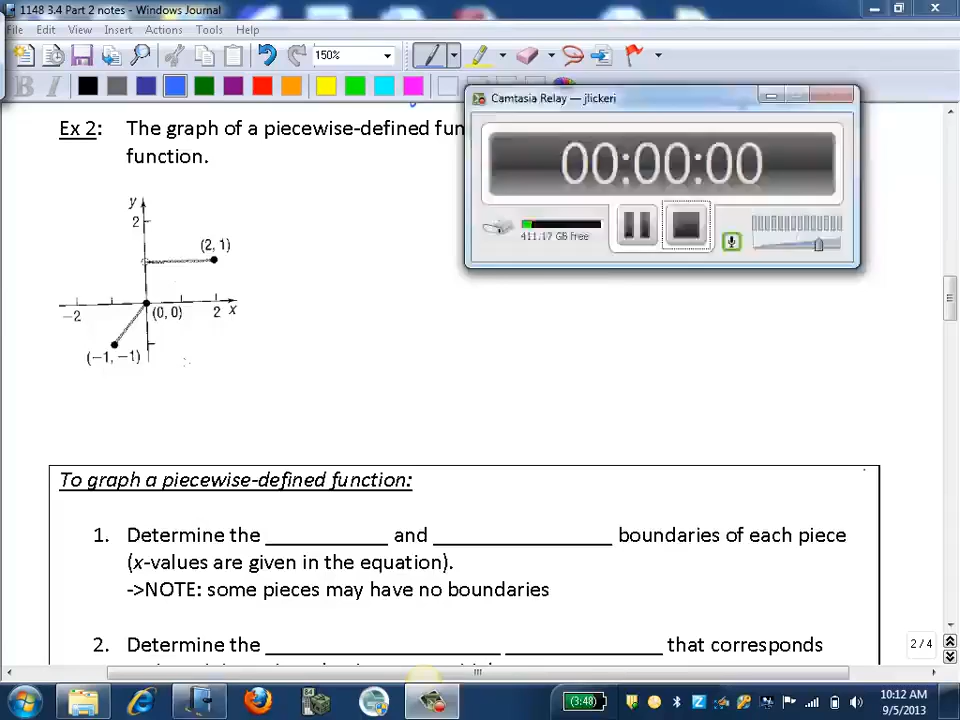 1148 3.4 Part 2 notes - Windows Journal
File Edit View Insert Actions Tools Help
150%
B I
Camtasia Relay — jlickeri
00:00:00
411.17 GB Free
Ex 2: The graph of a piecewise-defined fun
function.
y
2
(2, 1)
-2 (0, 0) 2 x
(-1, -1)
To graph a piecewise-defined function:
1. Determine the ____________ and _________________ boundaries of each piece
(x-values are given in the equation).
->NOTE: some pieces may have no boundaries
2. Determine the ______________________ _______________ that corresponds
2 / 4
(3:48)
10:12 AM
9/5/2013